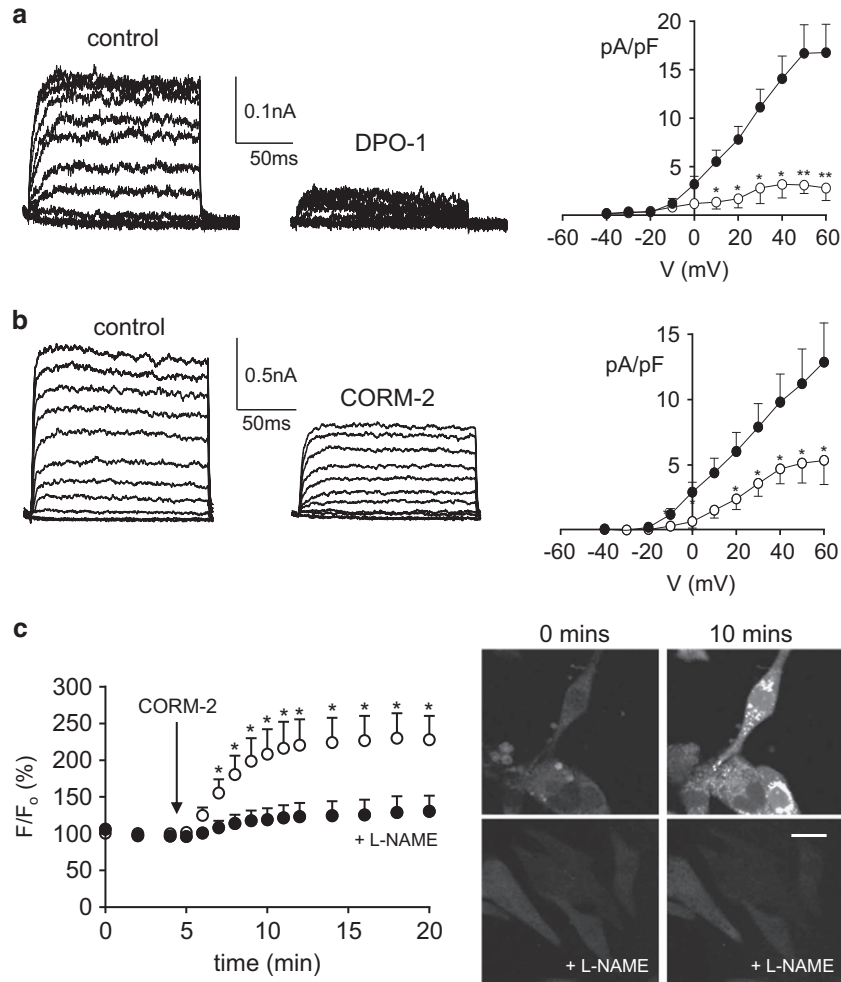 a
control
0.1nA
50ms
DPO-1
pA/pF
20
15
10
5
* * * * ** **
-60 -40 -20 0 20 40 60
V (mV)
b
control
0.5nA
50ms
CORM-2
pA/pF
15
10
5
* * * * * * *
-60 -40 -20 0 20 40 60
V (mV)
c
F/Fo (%)
300
250
200
150
100
50
0
CORM-2
* * * * * * * * * *
+ L-NAME
0 5 10 15 20
time (min)
0 mins 10 mins
+ L-NAME + L-NAME